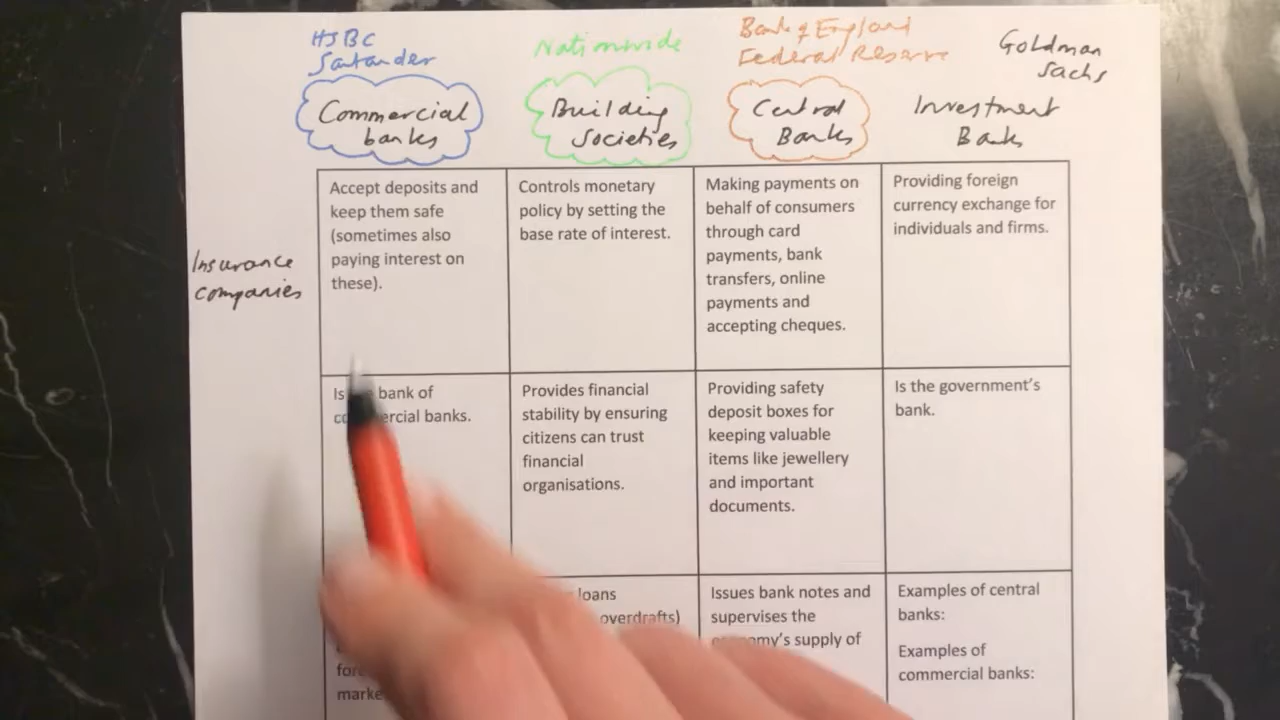 HSBC
Santander
Nationwide
Bank of England
Federal Reserve
Goldman
Sachs
Commercial
banks
Building
Societies
Central
Banks
Investment
Bank
Insurance
companies
Accept deposits and
keep them safe
(sometimes also
paying interest on
these).
Controls monetary
policy by setting the
base rate of interest.
Making payments on
behalf of consumers
through card
payments, bank
transfers, online
payments and
accepting cheques.
Providing foreign
currency exchange for
individuals and firms.
Is bank of
commercial banks.
Provides financial
stability by ensuring
citizens can trust
financial
organisations.
Providing safety
deposit boxes for
keeping valuable
items like jewellery
and important
documents.
Is the government's
bank.
loans
overdrafts)
Issues bank notes and
supervises the
economy's supply of
Examples of central
banks:
Examples of
commercial banks: